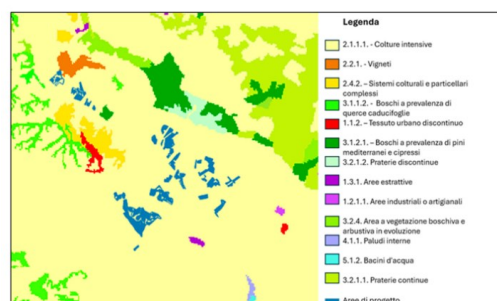 Legenda
2.1.1.1. - Colture intensive
2.2.1. - Vigneti
2.4.2. – Sistemi colturali e particellari
complessi
3.1.1.2. - Boschi a prevalenza di
querce caducifoglie
1.1.2. – Tessuto urbano discontinuo
3.1.2.1. – Boschi a prevalenza di pini
mediterranei e cipressi
3.2.1.2. Praterie discontinue
1.3.1. Aree estrattive
1.2.1.1. Aree industriali o artigianali
3.2.4. Area a vegetazione boschiva e
arbustiva in evoluzione
4.1.1. Paludi interne
5.1.2. Bacini d'acqua
3.2.1.1. Praterie continue
Aree di progetto